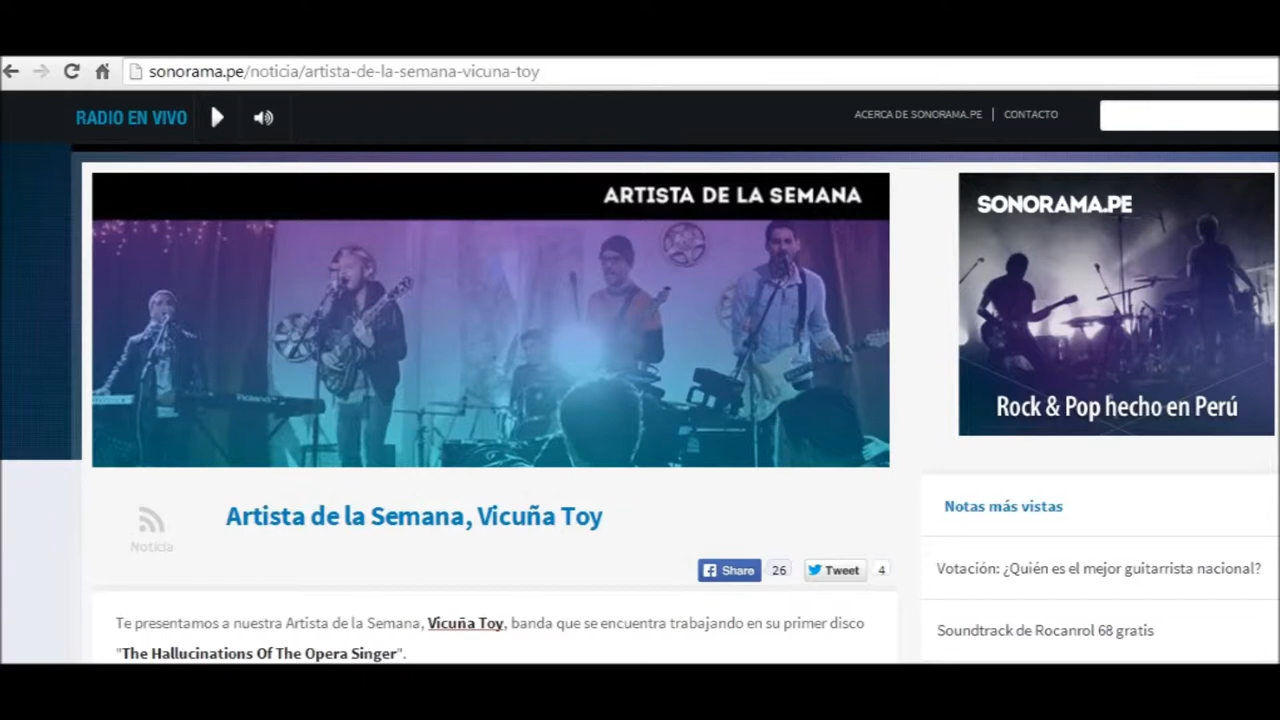 sonorama.pe/noticia/artista-de-la-semana-vicuna-toy
RADIO EN VIVO
ACERCA DE SONORAMA.PE | CONTACTO
ARTISTA DE LA SEMANA
Roland
SONORAMA.PE
Rock & Pop hecho en Perú
Noticia
Artista de la Semana, Vicuña Toy
Share 26 Tweet 4
Te presentamos a nuestra Artista de la Semana, Vicuña Toy, banda que se encuentra trabajando en su primer disco
"The Hallucinations Of The Opera Singer".
Notas más vistas
Votación: ¿Quién es el mejor guitarrista nacional?
Soundtrack de Rocanrol 68 gratis